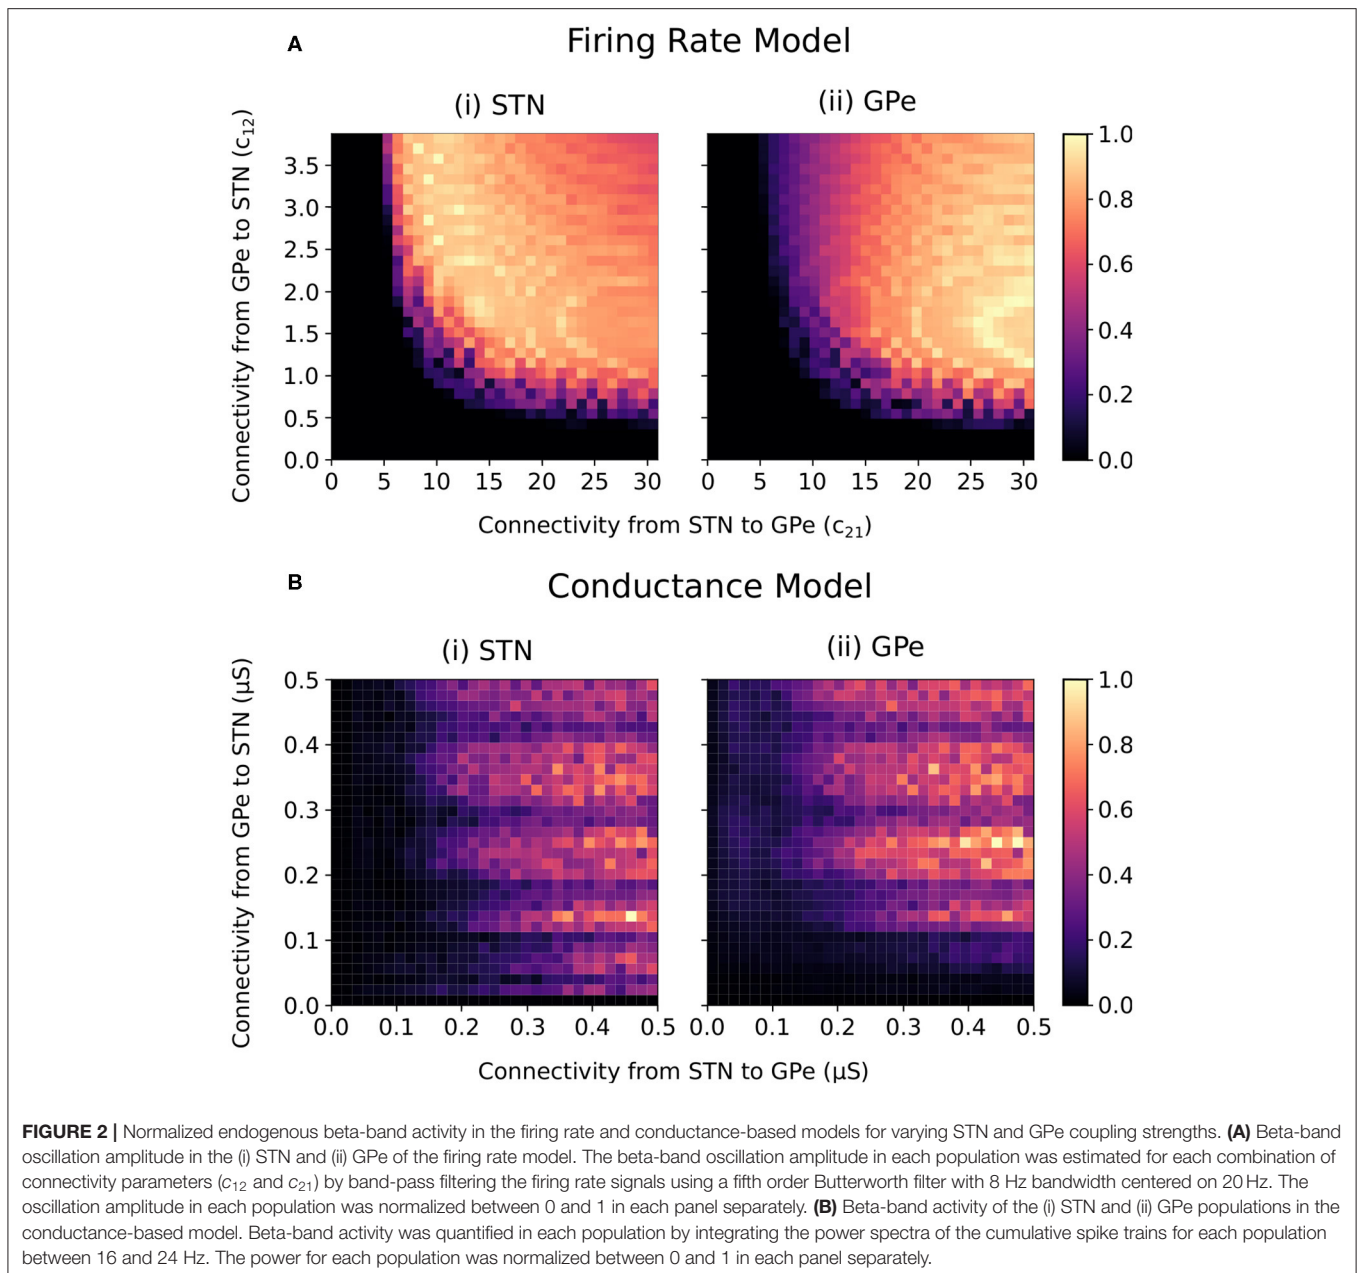 A
Firing Rate Model
(i) STN
(ii) GPe
Connectivity from GPe to STN (c12)
3.5
3.0
2.5
2.0
1.5
1.0
0.5
0.0
0 5 10 15 20 25 30
0 5 10 15 20 25 30
1.0
0.8
0.6
0.4
0.2
0.0
Connectivity from STN to GPe (c21)
B
Conductance Model
(i) STN
(ii) GPe
Connectivity from GPe to STN (µS)
0.5
0.4
0.3
0.2
0.1
0.0
0.0 0.1 0.2 0.3 0.4 0.5
0.0 0.1 0.2 0.3 0.4 0.5
1.0
0.8
0.6
0.4
0.2
0.0
Connectivity from STN to GPe (µS)
FIGURE 2 | Normalized endogenous beta-band activity in the firing rate and conductance-based models for varying STN and GPe coupling strengths. (A) Beta-band
oscillation amplitude in the (i) STN and (ii) GPe of the firing rate model. The beta-band oscillation amplitude in each population was estimated for each combination of
connectivity parameters (c12 and c21) by band-pass filtering the firing rate signals using a fifth order Butterworth filter with 8 Hz bandwidth centered on 20 Hz. The
oscillation amplitude in each population was normalized between 0 and 1 in each panel separately. (B) Beta-band activity of the (i) STN and (ii) GPe populations in the
conductance-based model. Beta-band activity was quantified in each population by integrating the power spectra of the cumulative spike trains for each population
between 16 and 24 Hz. The power for each population was normalized between 0 and 1 in each panel separately.